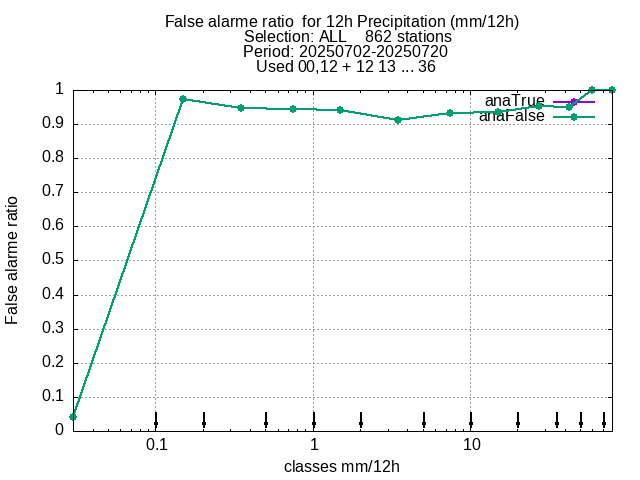 False alarme ratio  for 12h Precipitation (mm/12h)
Selection: ALL    862 stations
Period: 20250702-20250720
Used 00,12 + 12 13 ... 36
False alarme ratio
1
0.9
0.8
0.7
0.6
0.5
0.4
0.3
0.2
0.1
0
anaTrue
anaFalse
0.1 1 10
classes mm/12h